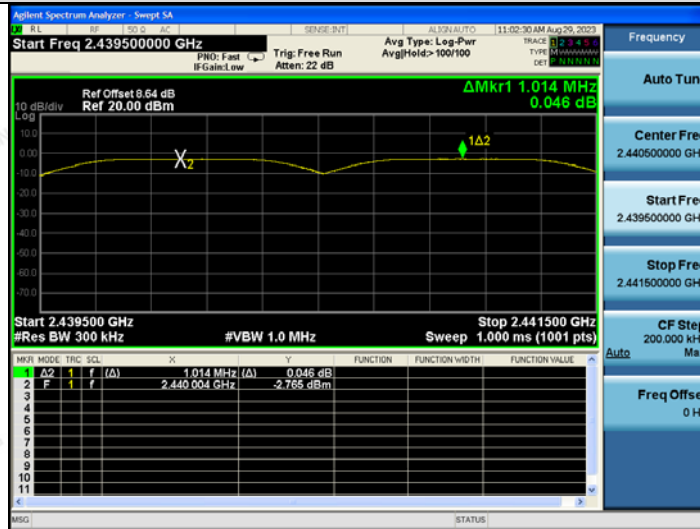 Agilent Spectrum Analyzer - Swept SA
RL RF 50 Ω AC SENSE:INT ALIGN AUTO 11:02:30 AM Aug 29, 2023
Start Freq 2.439500000 GHz
PNO: Fast
IFGain:Low
Trig: Free Run
Atten: 22 dB
Avg Type: Log-Pwr
Avg|Hold:>100/100
TRACE 1 2 3 4 5 6
TYPE M
DET P N N N N N
ΔMkr1 1.014 MHz
0.046 dB
Ref Offset 8.64 dB
10 dB/div Ref 20.00 dBm
Log
10.0
0.00
-10.0
-20.0
-30.0
-40.0
-50.0
-60.0
-70.0
X2
1Δ2
Start 2.439500 GHz Stop 2.441500 GHz
#Res BW 300 kHz #VBW 1.0 MHz Sweep 1.000 ms (1001 pts)
MKR MODE TRC SCL X Y FUNCTION FUNCTION WIDTH FUNCTION VALUE
1 Δ2 1 f (Δ) 1.014 MHz (Δ) 0.046 dB
2 F 1 f 2.440 004 GHz -2.765 dBm
3
4
5
6
7
8
9
10
11
MSG STATUS
Frequency
Auto Tun
Center Fre
2.440500000 GH
Start Fre
2.439500000 GH
Stop Fre
2.441500000 GH
CF Step
200.000 kH
Auto Ma
Freq Offse
0 H